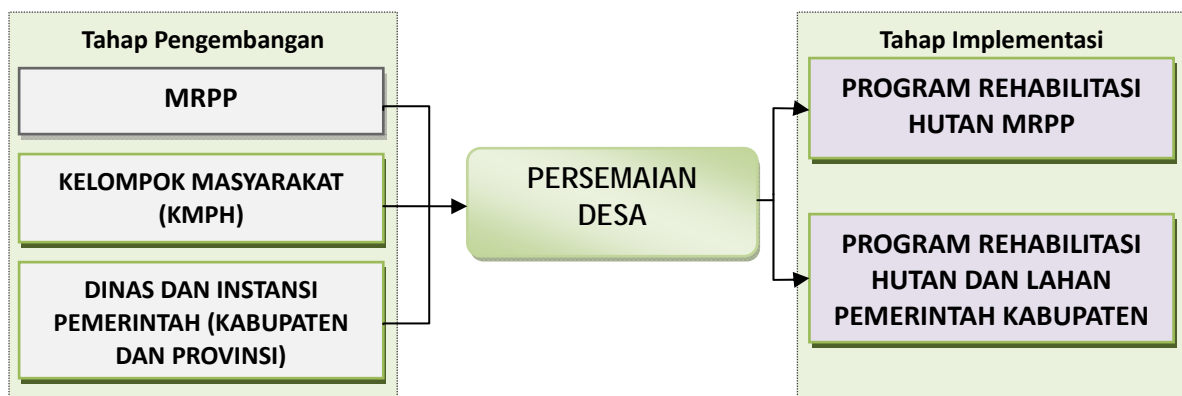 Tahap Pengembangan
MRPP
KELOMPOK MASYARAKAT
(KMPH)
DINAS DAN INSTANSI
PEMERINTAH (KABUPATEN
DAN PROVINSI)
PERSEMAIAN
DESA
Tahap Implementasi
PROGRAM REHABILITASI
HUTAN MRPP
PROGRAM REHABILITASI
HUTAN DAN LAHAN
PEMERINTAH KABUPATEN